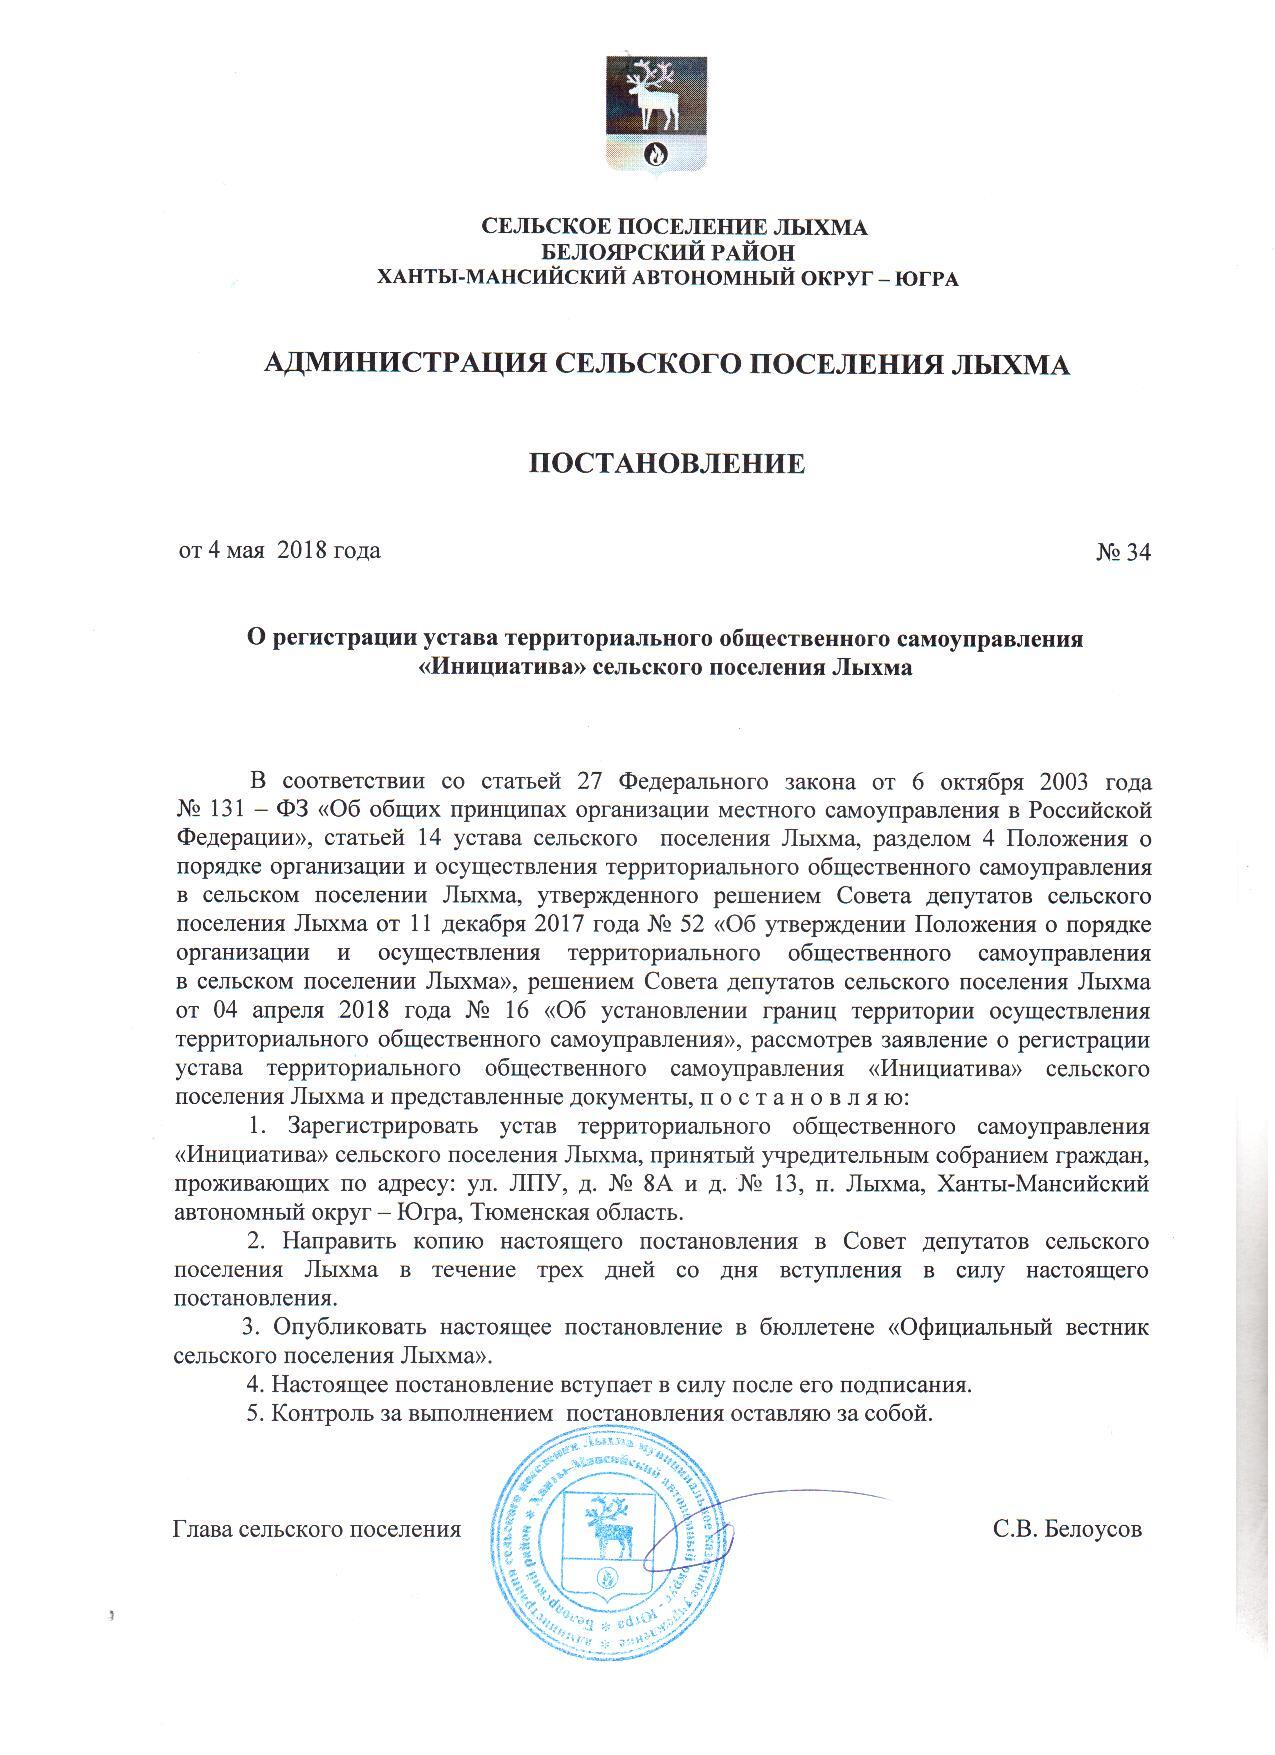 СЕЛЬСКОЕ ПОСЕЛЕНИЕ ЛЫХМА
БЕЛОЯРСКИЙ РАЙОН
ХАНТЫ-МАНСИЙСКИЙ АВТОНОМНЫЙ ОКРУГ – ЮГРА
АДМИНИСТРАЦИЯ СЕЛЬСКОГО ПОСЕЛЕНИЯ ЛЫХМА
ПОСТАНОВЛЕНИЕ
от 4 мая 2018 года № 34
О регистрации устава территориального общественного самоуправления
«Инициатива» сельского поселения Лыхма
В соответствии со статьей 27 Федерального закона от 6 октября 2003 года
№ 131 – ФЗ «Об общих принципах организации местного самоуправления в Российской
Федерации», статьей 14 устава сельского поселения Лыхма, разделом 4 Положения о
порядке организации и осуществления территориального общественного самоуправления
в сельском поселении Лыхма, утвержденного решением Совета депутатов сельского
поселения Лыхма от 11 декабря 2017 года № 52 «Об утверждении Положения о порядке
организации и осуществления территориального общественного самоуправления
в сельском поселении Лыхма», решением Совета депутатов сельского поселения Лыхма
от 04 апреля 2018 года № 16 «Об установлении границ территории осуществления
территориального общественного самоуправления», рассмотрев заявление о регистрации
устава территориального общественного самоуправления «Инициатива» сельского
поселения Лыхма и представленные документы, п о с т а н о в л я ю:
1. Зарегистрировать устав территориального общественного самоуправления
«Инициатива» сельского поселения Лыхма, принятый учредительным собранием граждан,
проживающих по адресу: ул. ЛПУ, д. № 8А и д. № 13, п. Лыхма, Ханты-Мансийский
автономный округ – Югра, Тюменская область.
2. Направить копию настоящего постановления в Совет депутатов сельского
поселения Лыхма в течение трех дней со дня вступления в силу настоящего
постановления.
3. Опубликовать настоящее постановление в бюллетене «Официальный вестник
сельского поселения Лыхма».
4. Настоящее постановление вступает в силу после его подписания.
5. Контроль за выполнением постановления оставляю за собой.
Глава сельского поселения С.В. Белоусов
администрация сельского поселения Лыхма муниципальное казенное учреждение
Белоярский район * Ханты-Мансийский автономный округ - Югра *